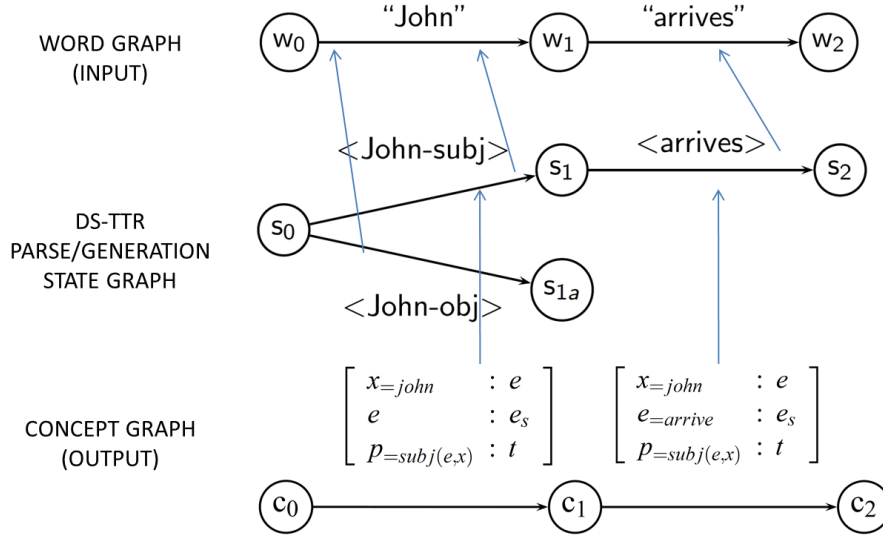 WORD GRAPH
(INPUT)
w0 "John" w1 "arrives" w2
<John-subj> <arrives>
s1 s2
DS-TTR
PARSE/GENERATION
STATE GRAPH
s0
s1a
<John-obj>
x=john : e
e : es
p=subj(e,x) : t
x=john : e
e=arrive : es
p=subj(e,x) : t
CONCEPT GRAPH
(OUTPUT)
c0 c1 c2